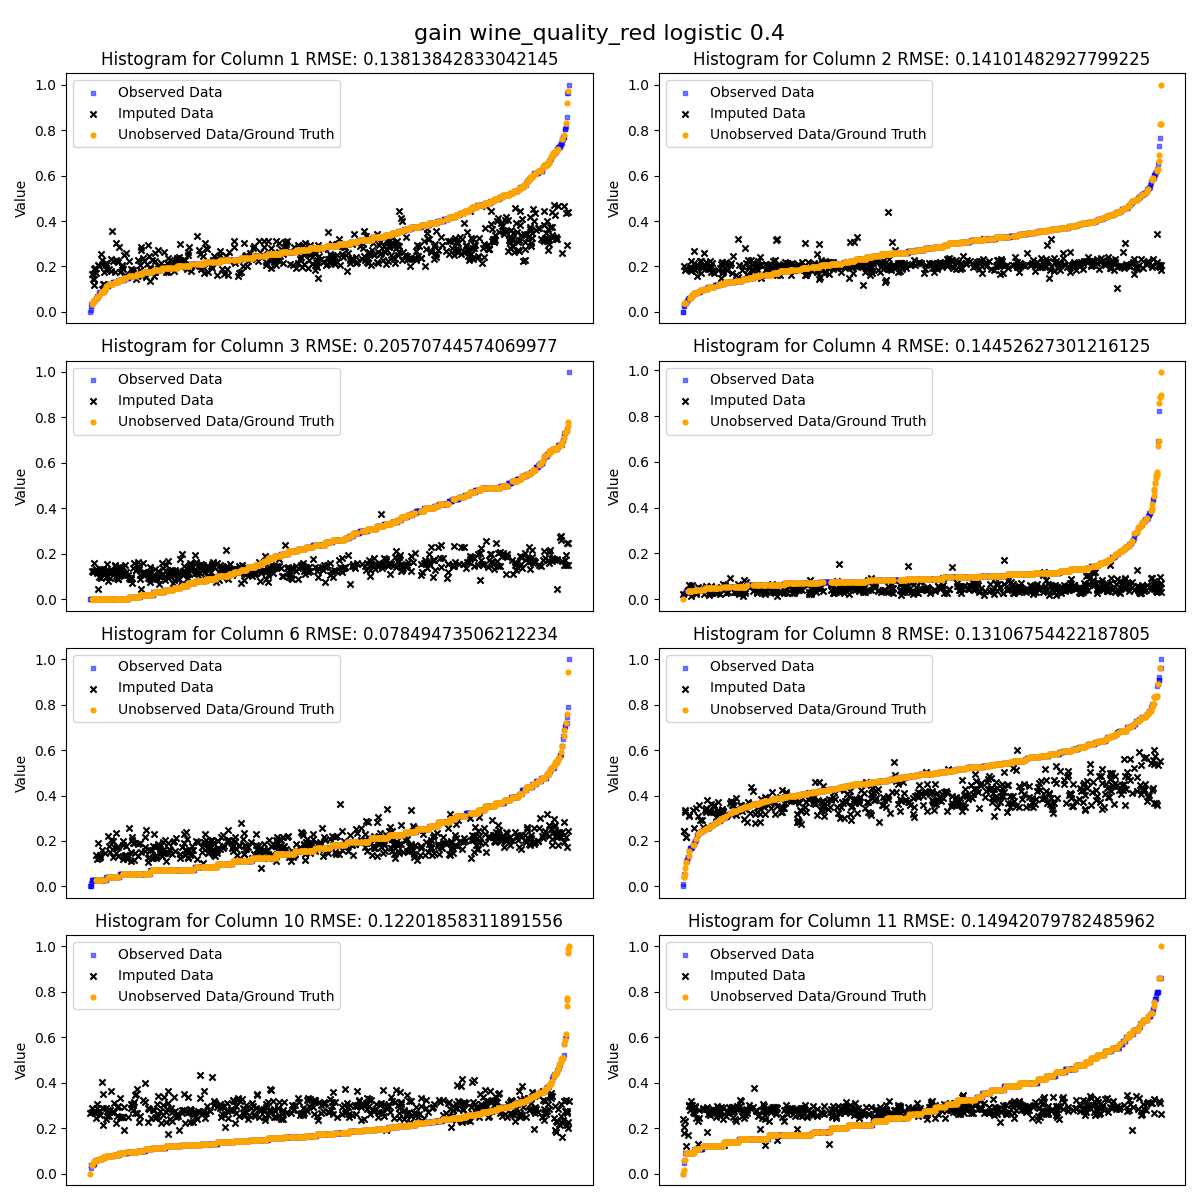 gain wine_quality_red logistic 0.4
Histogram for Column 1 RMSE: 0.13813842833042145
Value
1.0
0.8
0.6
0.4
0.2
0.0
Observed Data
Imputed Data
Unobserved Data/Ground Truth
Histogram for Column 2 RMSE: 0.14101482927799225
Value
1.0
0.8
0.6
0.4
0.2
0.0
Observed Data
Imputed Data
Unobserved Data/Ground Truth
Histogram for Column 3 RMSE: 0.20570744574069977
Value
1.0
0.8
0.6
0.4
0.2
0.0
Observed Data
Imputed Data
Unobserved Data/Ground Truth
Histogram for Column 4 RMSE: 0.14452627301216125
Value
1.0
0.8
0.6
0.4
0.2
0.0
Observed Data
Imputed Data
Unobserved Data/Ground Truth
Histogram for Column 6 RMSE: 0.07849473506212234
Value
1.0
0.8
0.6
0.4
0.2
0.0
Observed Data
Imputed Data
Unobserved Data/Ground Truth
Histogram for Column 8 RMSE: 0.13106754422187805
Value
1.0
0.8
0.6
0.4
0.2
0.0
Observed Data
Imputed Data
Unobserved Data/Ground Truth
Histogram for Column 10 RMSE: 0.12201858311891556
Value
1.0
0.8
0.6
0.4
0.2
0.0
Observed Data
Imputed Data
Unobserved Data/Ground Truth
Histogram for Column 11 RMSE: 0.14942079782485962
Value
1.0
0.8
0.6
0.4
0.2
0.0
Observed Data
Imputed Data
Unobserved Data/Ground Truth